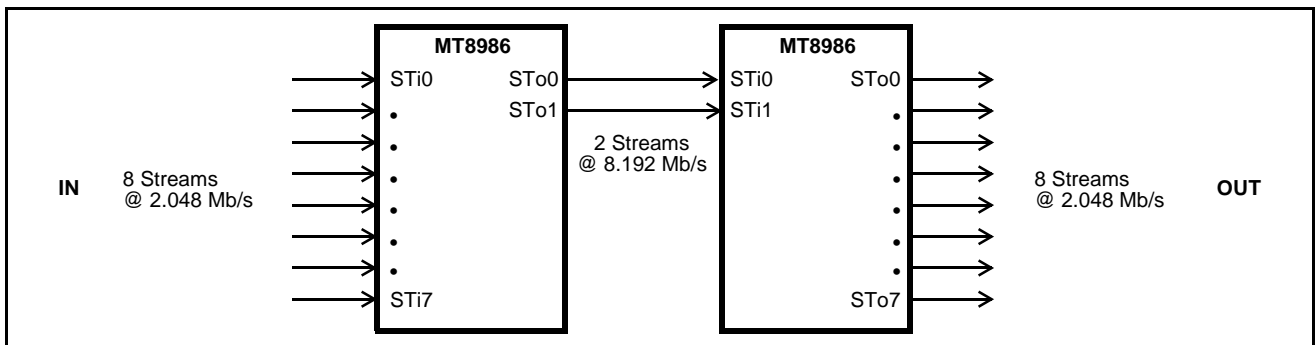 MT8986
MT8986
STi0
STo0
STi0
STo0
STo1
STi1
2 Streams
@ 8.192 Mb/s
IN
8 Streams
@ 2.048 Mb/s
8 Streams
@ 2.048 Mb/s
OUT
STi7
STo7